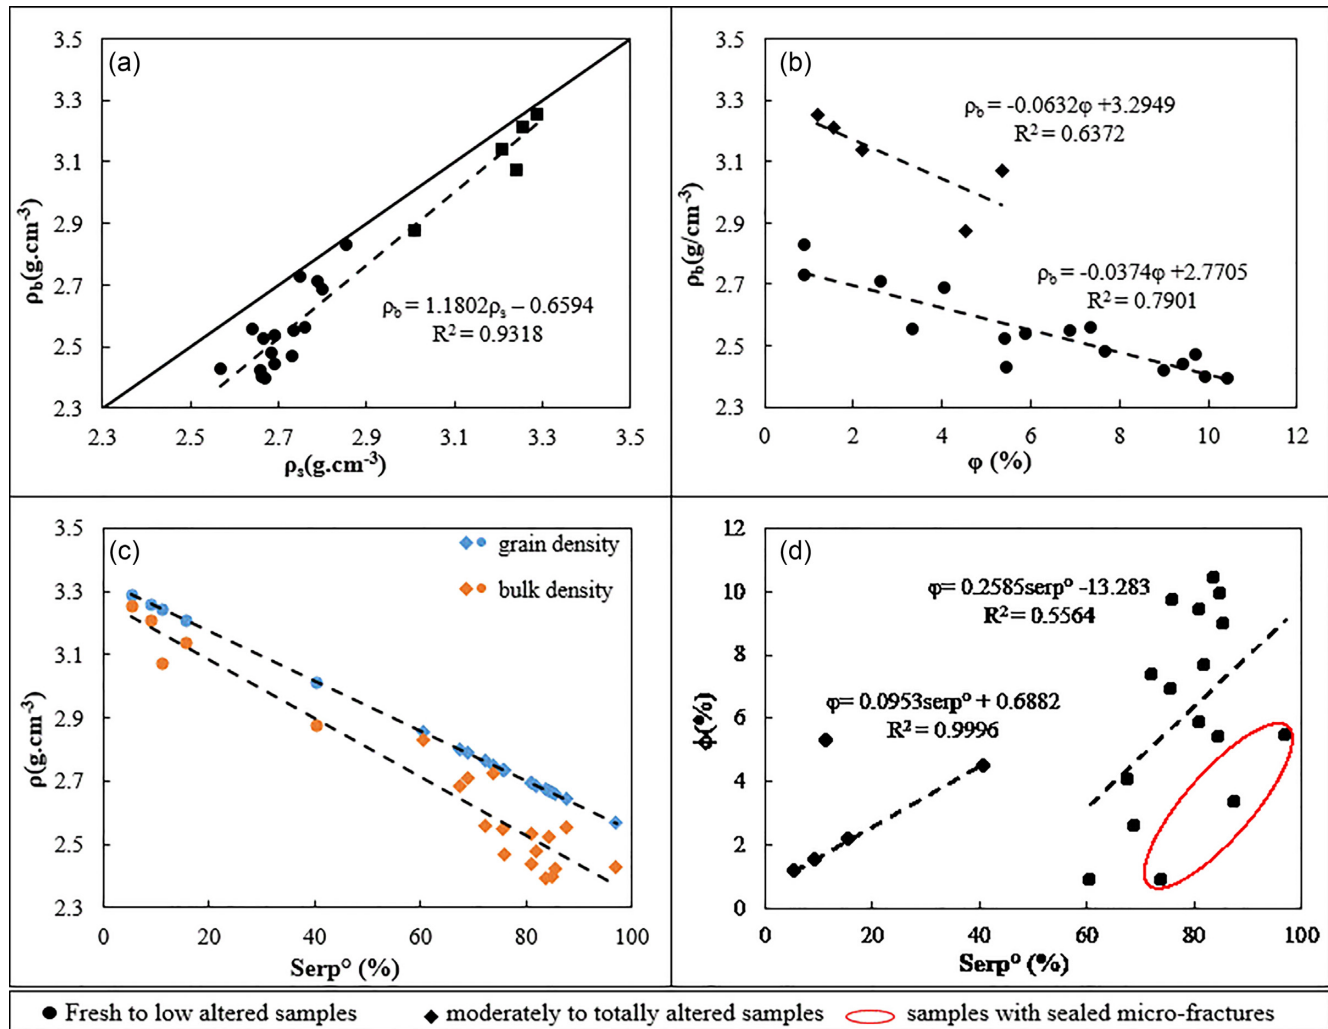 (a)
3.5
3.3
3.1
2.9
2.7
2.5
2.3
ρb(g.cm-3)
ρb = 1.1802ρs – 0.6594
R2 = 0.9318
2.3 2.5 2.7 2.9 3.1 3.3 3.5
ρs(g.cm-3)
(b)
3.5
3.3
3.1
2.9
2.7
2.5
2.3
ρb(g/cm-3)
ρb = -0.0632φ +3.2949
R2 = 0.6372
ρb = -0.0374φ +2.7705
R2 = 0.7901
0 2 4 6 8 10 12
φ (%)
(c)
3.5
3.3
3.1
2.9
2.7
2.5
2.3
ρ(g.cm-3)
grain density
bulk density
0 20 40 60 80 100
Serp° (%)
(d)
12
10
8
6
4
2
0
ϕ(%)
φ= 0.2585serp° -13.283
R2 = 0.5564
φ= 0.0953serp° + 0.6882
R2 = 0.9996
0 20 40 60 80 100
Serp° (%)
Fresh to low altered samples moderately to totally altered samples samples with sealed micro-fractures